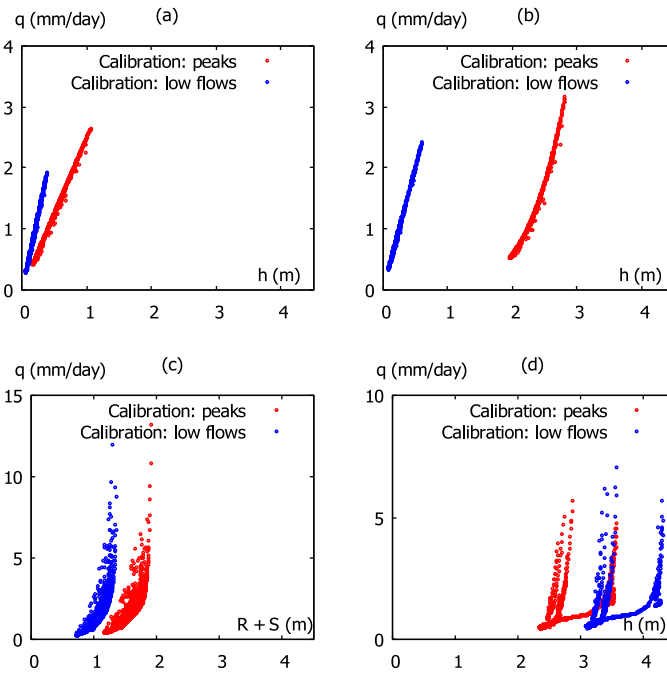 q (mm/day) (a)
4
Calibration: peaks
Calibration: low flows
3
2
1
h (m)
0
0 1 2 3 4
q (mm/day) (b)
4
Calibration: peaks
Calibration: low flows
3
2
1
h (m)
0
0 1 2 3 4
q (mm/day) (c)
15
Calibration: peaks
Calibration: low flows
10
5
R + S (m)
0
0 1 2 3 4
q (mm/day) (d)
10
Calibration: peaks
Calibration: low flows
5
h (m)
0
0 1 2 3 4